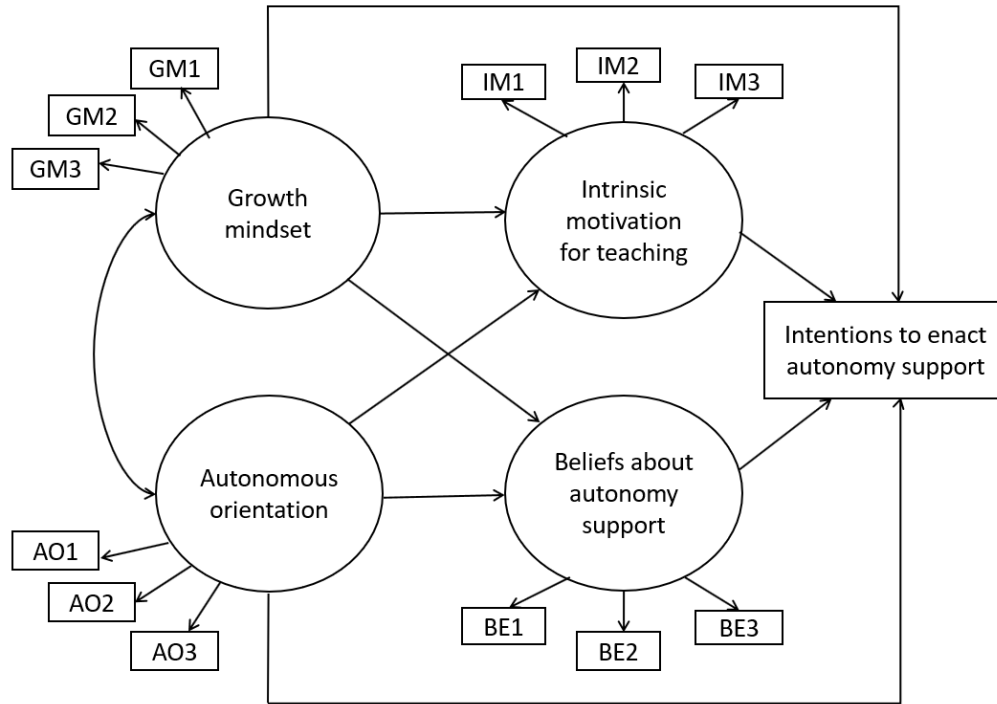 GM1
GM2
GM3
IM1
IM2
IM3
Growth
mindset
Intrinsic
motivation
for teaching
Intentions to enact
autonomy support
Autonomous
orientation
Beliefs about
autonomy
support
AO1
AO2
AO3
BE1
BE2
BE3